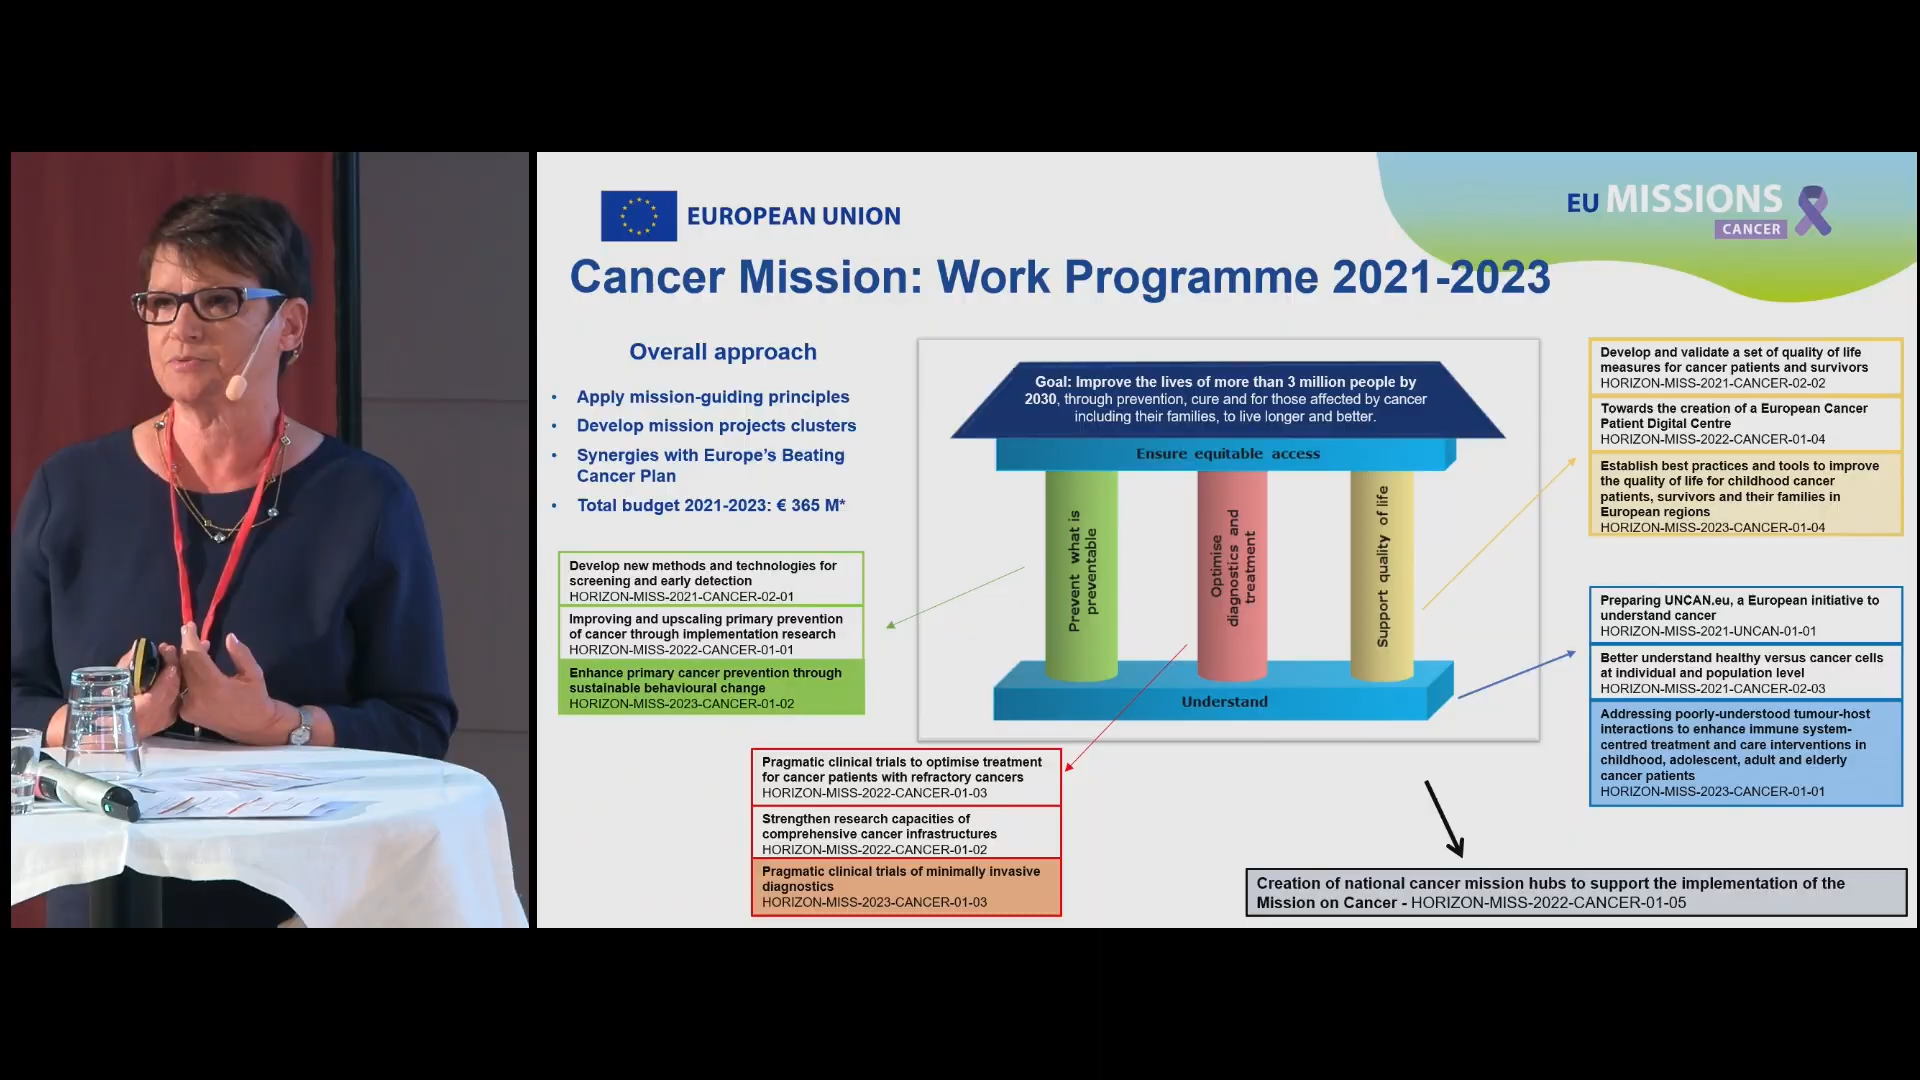 EUROPEAN UNION
EU MISSIONS
CANCER
Cancer Mission: Work Programme 2021-2023
Overall approach
• Apply mission-guiding principles
• Develop mission projects clusters
• Synergies with Europe's Beating
Cancer Plan
• Total budget 2021-2023: € 365 M*
Develop new methods and technologies for
screening and early detection
HORIZON-MISS-2021-CANCER-02-01
Improving and upscaling primary prevention
of cancer through implementation research
HORIZON-MISS-2022-CANCER-01-01
Enhance primary cancer prevention through
sustainable behavioural change
HORIZON-MISS-2023-CANCER-01-02
Goal: Improve the lives of more than 3 million people by
2030, through prevention, cure and for those affected by cancer
including their families, to live longer and better.
Ensure equitable access
Prevent what is
preventable
Optimise
diagnostics and
treatment
Support quality of life
Understand
Pragmatic clinical trials to optimise treatment
for cancer patients with refractory cancers
HORIZON-MISS-2022-CANCER-01-03
Strengthen research capacities of
comprehensive cancer infrastructures
HORIZON-MISS-2022-CANCER-01-02
Pragmatic clinical trials of minimally invasive
diagnostics
HORIZON-MISS-2023-CANCER-01-03
Develop and validate a set of quality of life
measures for cancer patients and survivors
HORIZON-MISS-2021-CANCER-02-02
Towards the creation of a European Cancer
Patient Digital Centre
HORIZON-MISS-2022-CANCER-01-04
Establish best practices and tools to improve
the quality of life for childhood cancer
patients, survivors and their families in
European regions
HORIZON-MISS-2023-CANCER-01-04
Preparing UNCAN.eu, a European initiative to
understand cancer
HORIZON-MISS-2021-UNCAN-01-01
Better understand healthy versus cancer cells
at individual and population level
HORIZON-MISS-2021-CANCER-02-03
Addressing poorly-understood tumour-host
interactions to enhance immune system-
centred treatment and care interventions in
childhood, adolescent, adult and elderly
cancer patients
HORIZON-MISS-2023-CANCER-01-01
Creation of national cancer mission hubs to support the implementation of the
Mission on Cancer - HORIZON-MISS-2022-CANCER-01-05